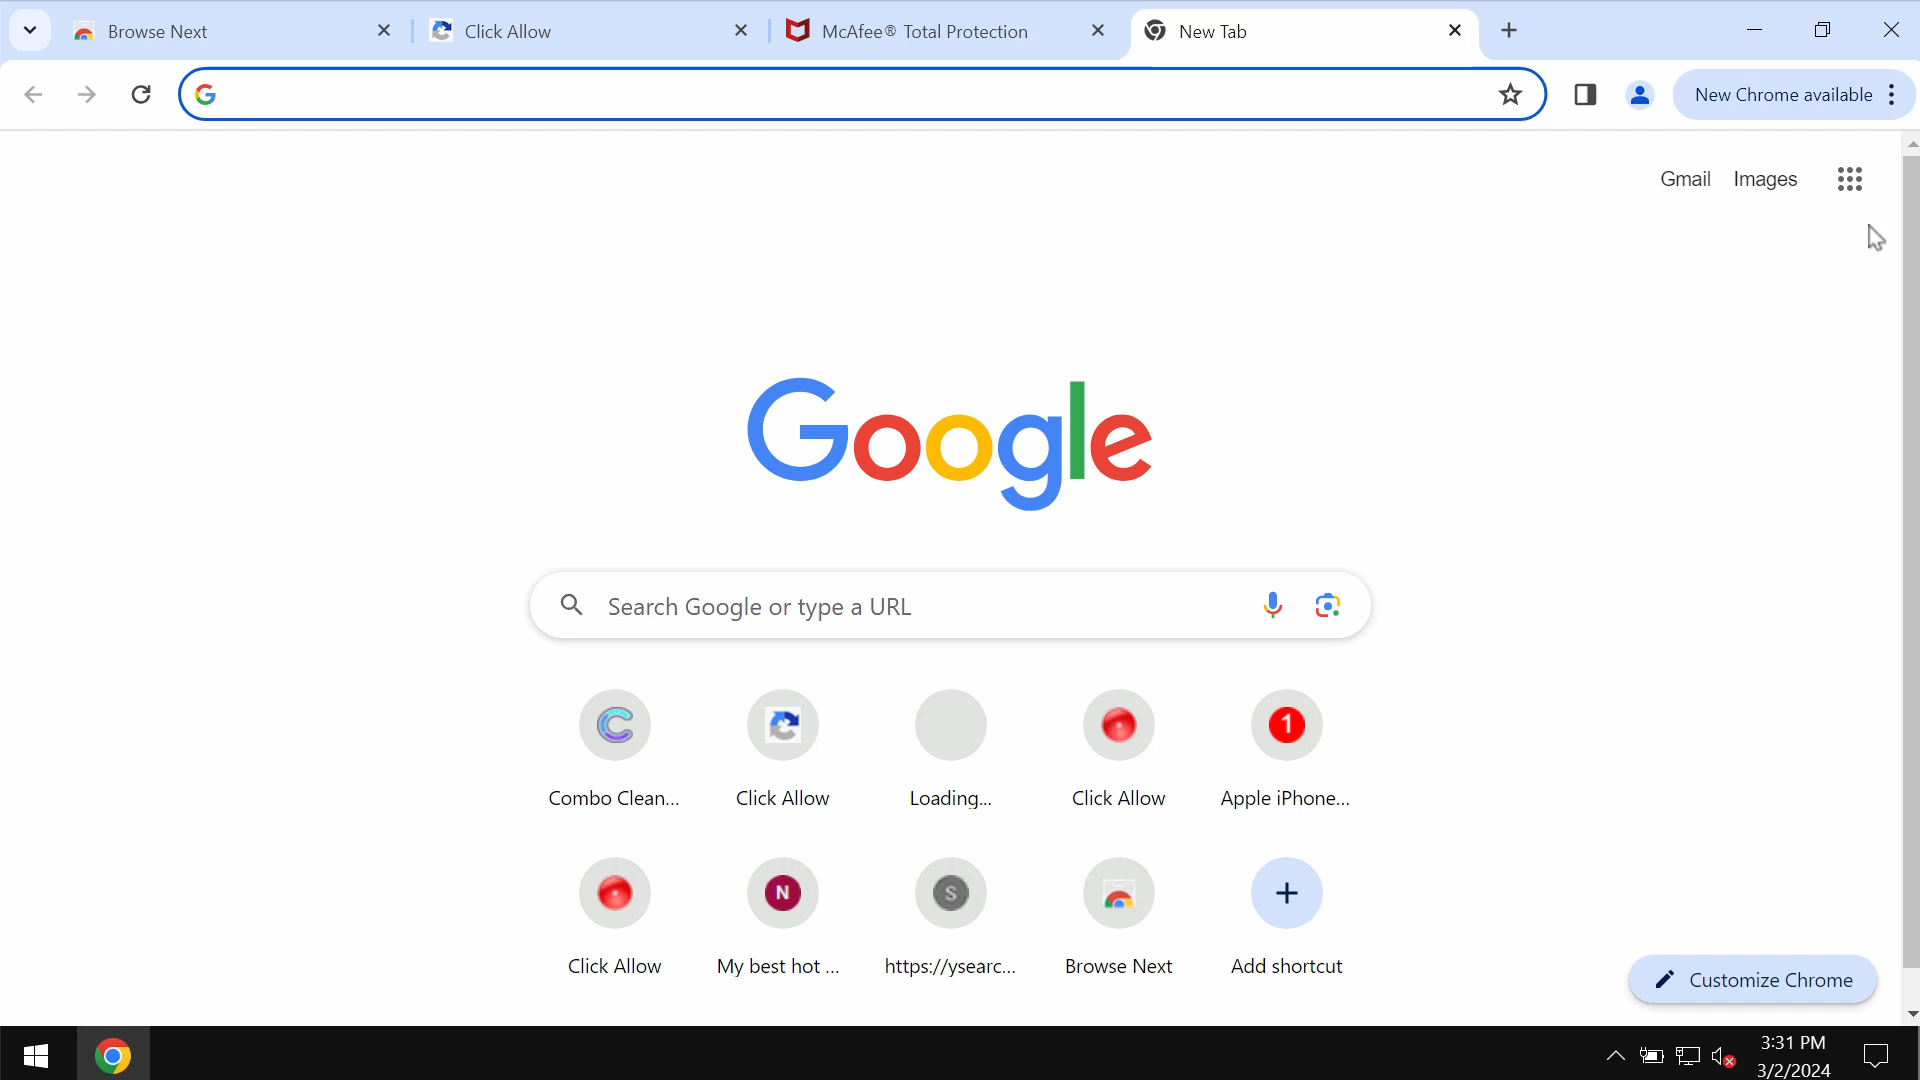 Browse Next
Click Allow
McAfee® Total Protection
New Tab
New Chrome available
Gmail
Images
Google
Search Google or type a URL
Combo Clean...
Click Allow
Loading...
Click Allow
1
Apple iPhone...
Click Allow
N
My best hot ...
S
https://ysearc...
Browse Next
Add shortcut
Customize Chrome
3:31 PM
3/2/2024